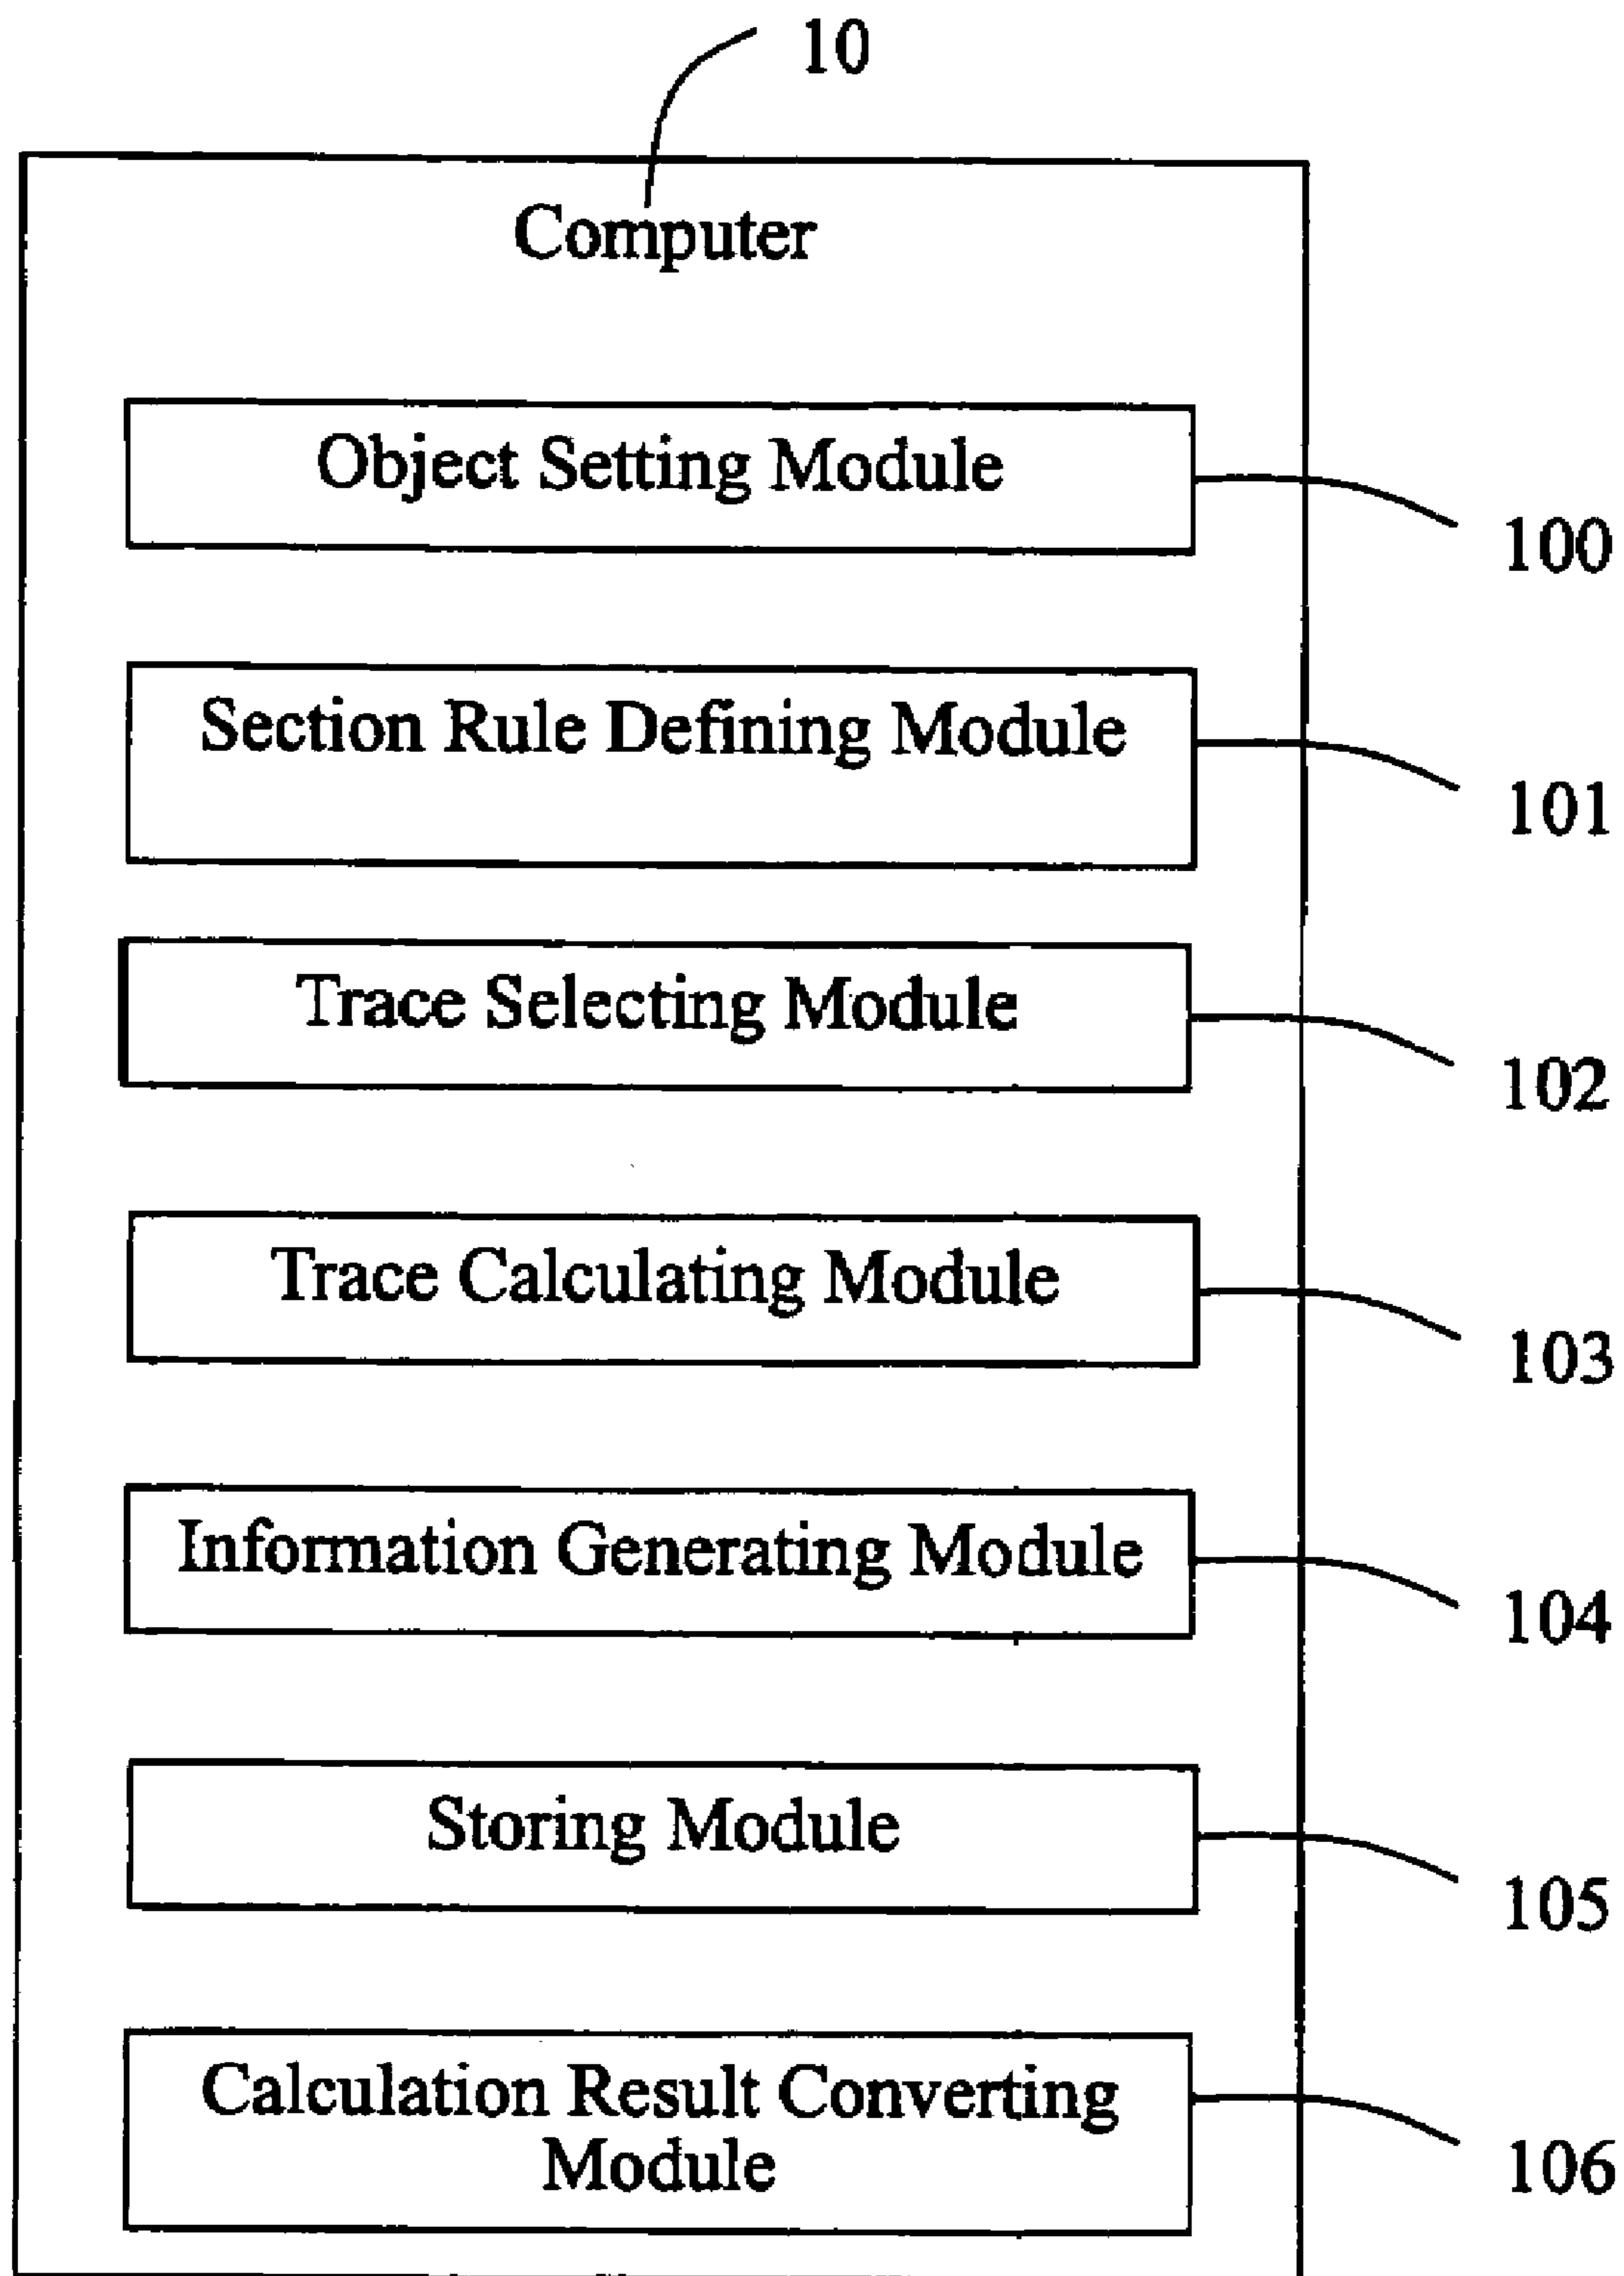 10
Computer
Object Setting Module
100
Section Rule Defining Module
101
Trace Selecting Module
102
Trace Calculating Module
103
Information Generating Module
104
Storing Module
105
Calculation Result Converting
Module
106